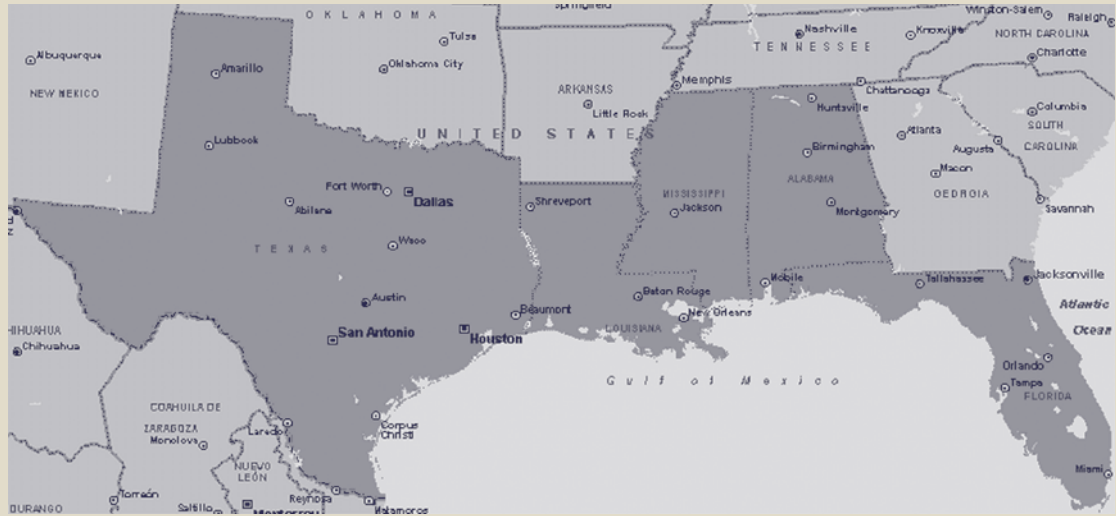 OKLAHOMA
Springfield
Winston-Salem
Raleigh
Nashville
Knoxville
NORTH CAROLINA
Tulsa
TENNESSEE
Charlotte
Albuquerque
Amarillo
Oklahoma City
Memphis
Chattanooga
NEW MEXICO
ARKANSAS
Little Rock
Huntsville
Columbia
SOUTH
CAROLINA
UNITED STATES
Atlanta
Lubbock
Birmingham
Augusta
Macon
ALABAMA
GEORGIA
Fort Worth
Dallas
MISSISSIPPI
Shreveport
Jackson
Abilene
Montgomery
Savannah
TEXAS
Waco
Mobile
Tallahassee
Jacksonville
Austin
Baton Rouge
Beaumont
New Orleans
Atlantic
Ocean
HIHUAHUA
San Antonio
Houston
LOUISIANA
Chihuahua
Orlando
Gulf of Mexico
Tampa
FLORIDA
COAHUILA DE
ZARAGOZA
Monclova
Laredo
Corpus
Christi
NUEVO
LEÓN
Miami
Torreón
Reynosa
DURANGO
Saltillo
Monterrey
Matamoros